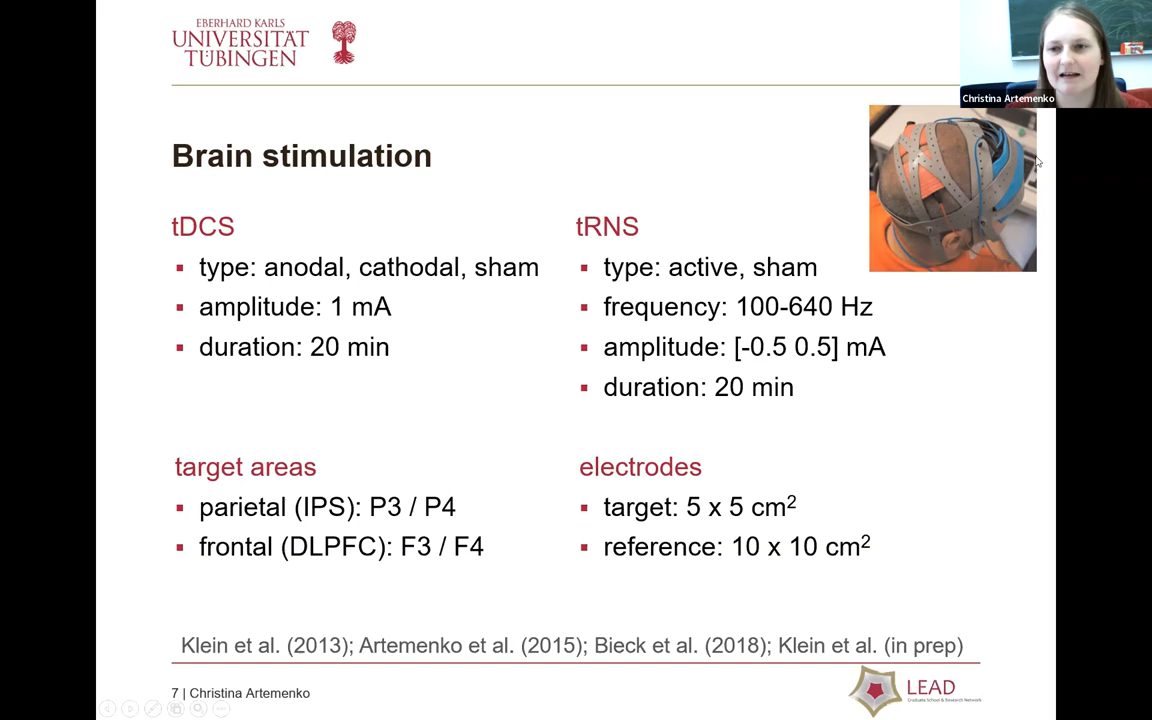 EBERHARD KARLS
UNIVERSITÄT
TÜBINGEN
Christina Artemenko
Brain stimulation
tDCS
▪ type: anodal, cathodal, sham
▪ amplitude: 1 mA
▪ duration: 20 min
tRNS
▪ type: active, sham
▪ frequency: 100-640 Hz
▪ amplitude: [-0.5 0.5] mA
▪ duration: 20 min
target areas
▪ parietal (IPS): P3 / P4
▪ frontal (DLPFC): F3 / F4
electrodes
▪ target: 5 x 5 cm²
▪ reference: 10 x 10 cm²
Klein et al. (2013); Artemenko et al. (2015); Bieck et al. (2018); Klein et al. (in prep)
7 | Christina Artemenko
LEAD
Graduate School & Research Network